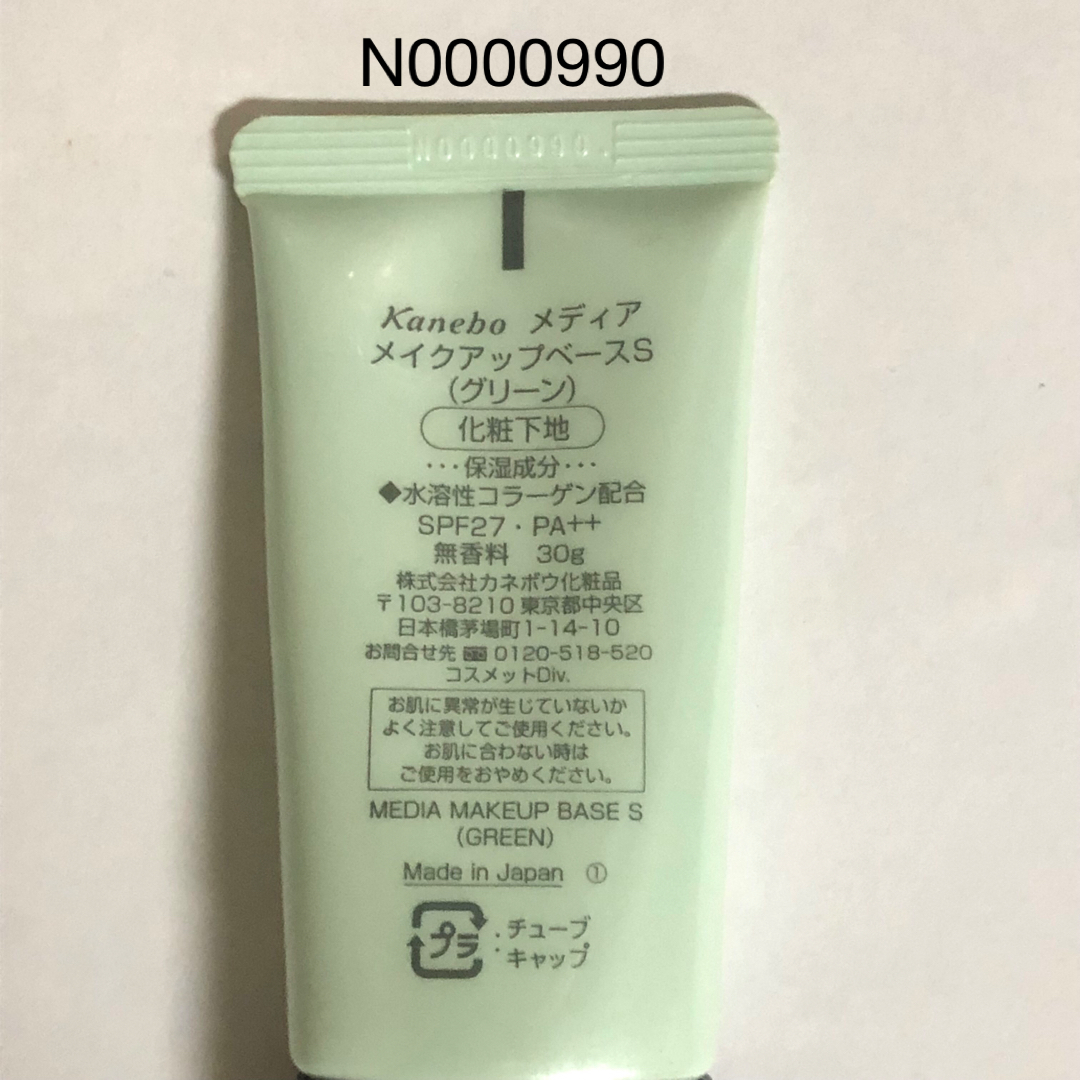 N0000990
N0000990.
Kanebo メディア
メイクアップベースS
(グリーン)
化粧下地
･･･保湿成分･･･
◆水溶性コラーゲン配合
SPF27・PA++
無香料 30g
株式会社カネボウ化粧品
〒103-8210 東京都中央区
日本橋茅場町1-14-10
お問合せ先 0120-518-520
コスメットDiv.
お肌に異常が生じていないか
よく注意してご使用ください。
お肌に合わない時は
ご使用をおやめください。
MEDIA MAKEUP BASE S
(GREEN)
Made in Japan ①
プラ
・チューブ
・キャップ